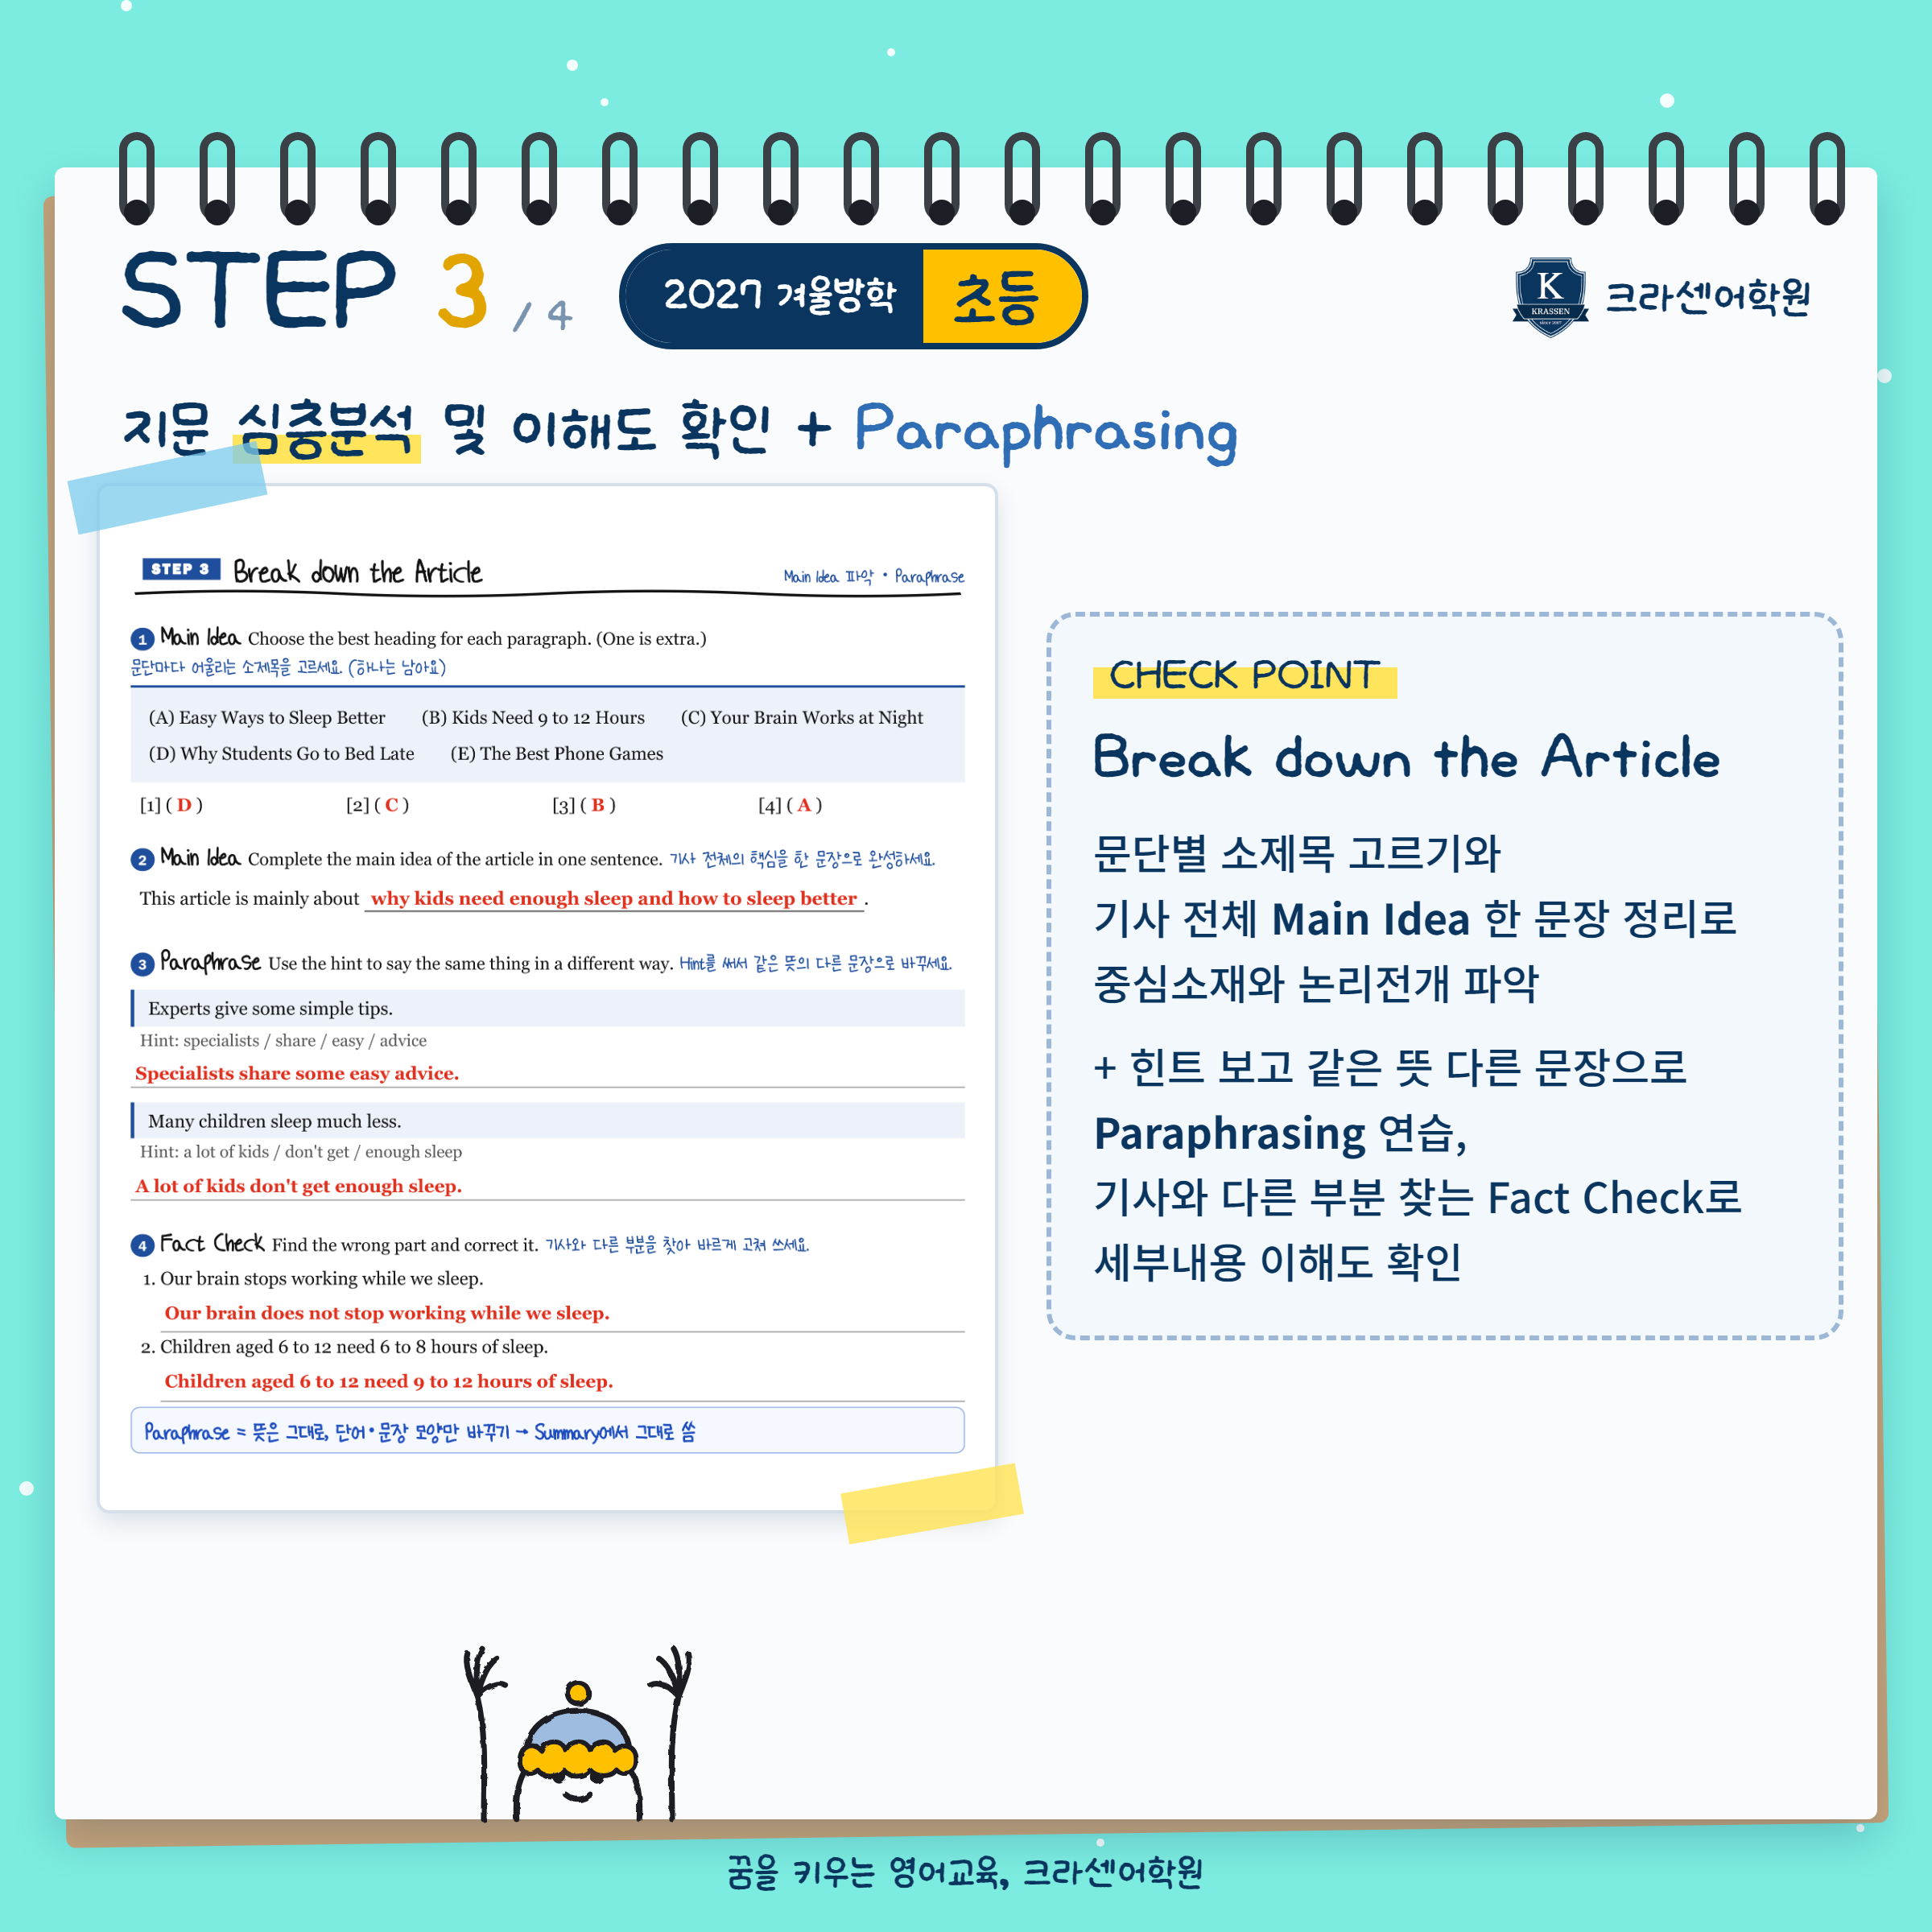 STEP 3 / 4
2027 겨울방학 초등
K
KRASSEN
SINCE 2007
크라센어학원
지문 심층분석 및 이해도 확인 + Paraphrasing
STEP 3 Break down the Article
Main Idea 파악 • Paraphrase
1 Main Idea Choose the best heading for each paragraph. (One is extra.)
문단마다 어울리는 소제목을 고르세요. (하나는 남아요)
(A) Easy Ways to Sleep Better (B) Kids Need 9 to 12 Hours (C) Your Brain Works at Night
(D) Why Students Go to Bed Late (E) The Best Phone Games
[1] ( D ) [2] ( C ) [3] ( B ) [4] ( A )
2 Main Idea Complete the main idea of the article in one sentence. 기사 전체의 핵심을 한 문장으로 완성하세요.
This article is mainly about why kids need enough sleep and how to sleep better .
3 Paraphrase Use the hint to say the same thing in a different way. Hint를 써서 같은 뜻의 다른 문장으로 바꾸세요.
Experts give some simple tips.
Hint: specialists / share / easy / advice
Specialists share some easy advice.
Many children sleep much less.
Hint: a lot of kids / don't get / enough sleep
A lot of kids don't get enough sleep.
4 Fact Check Find the wrong part and correct it. 기사와 다른 부분을 찾아 바르게 고쳐 쓰세요.
1. Our brain stops working while we sleep.
Our brain does not stop working while we sleep.
2. Children aged 6 to 12 need 6 to 8 hours of sleep.
Children aged 6 to 12 need 9 to 12 hours of sleep.
Paraphrase = 뜻은 그대로, 단어•문장 모양만 바꾸기 → Summary에서 그대로 씀
CHECK POINT
Break down the Article
문단별 소제목 고르기와
기사 전체 Main Idea 한 문장 정리로
중심소재와 논리전개 파악
+ 힌트 보고 같은 뜻 다른 문장으로
Paraphrasing 연습,
기사와 다른 부분 찾는 Fact Check로
세부내용 이해도 확인
꿈을 키우는 영어교육, 크라센어학원